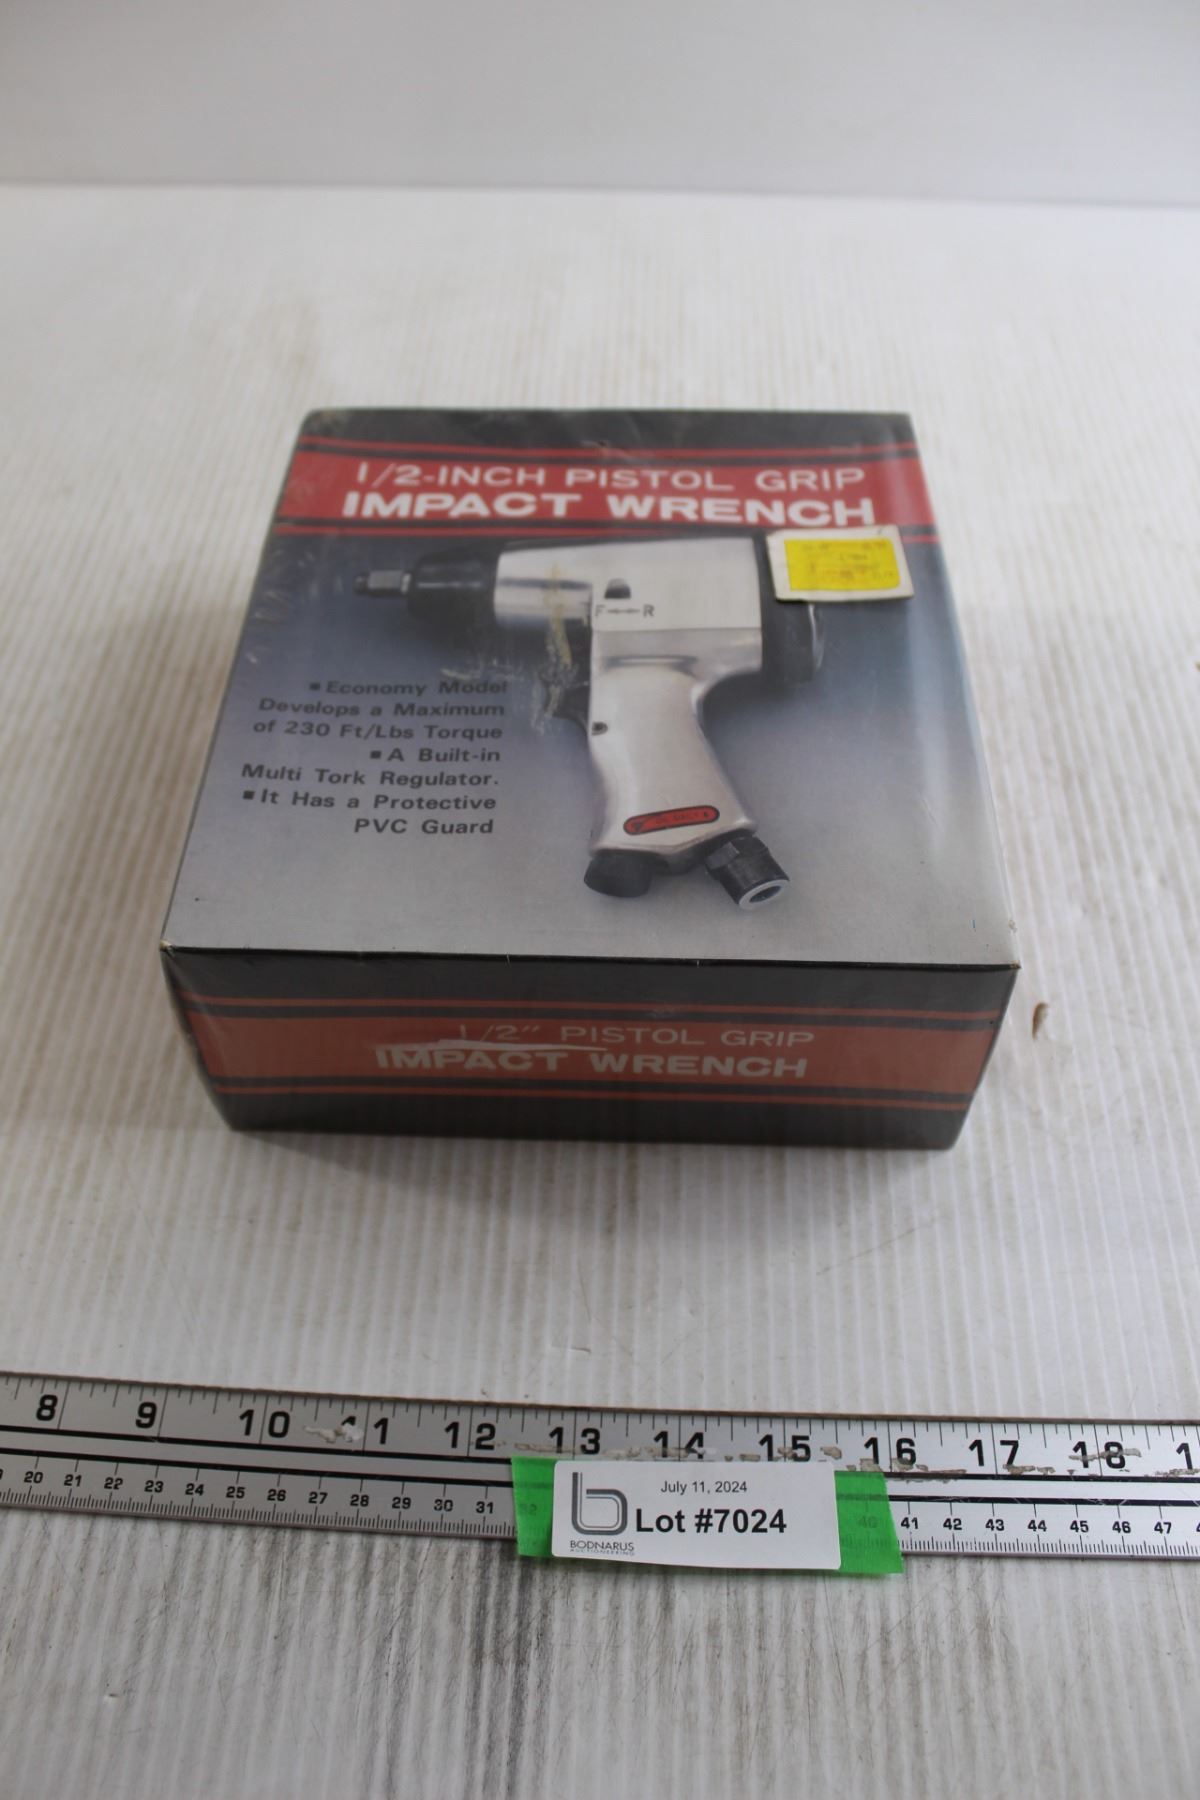 1/2-INCH PISTOL GRIP
IMPACT WRENCH
F R
▪ Economy Model
Develops a Maximum
of 230 Ft/Lbs Torque
▪ A Built-in
Multi Tork Regulator.
▪ It Has a Protective
PVC Guard
1/2" PISTOL GRIP
IMPACT WRENCH
8 9 10 11 12 13 14 15 16 17 18
20 21 22 23 24 25 26 27 28 29 30 31 32 40 41 42 43 44 45 46 47
July 11, 2024
Lot #7024
BODNARUS
AUCTIONEERING